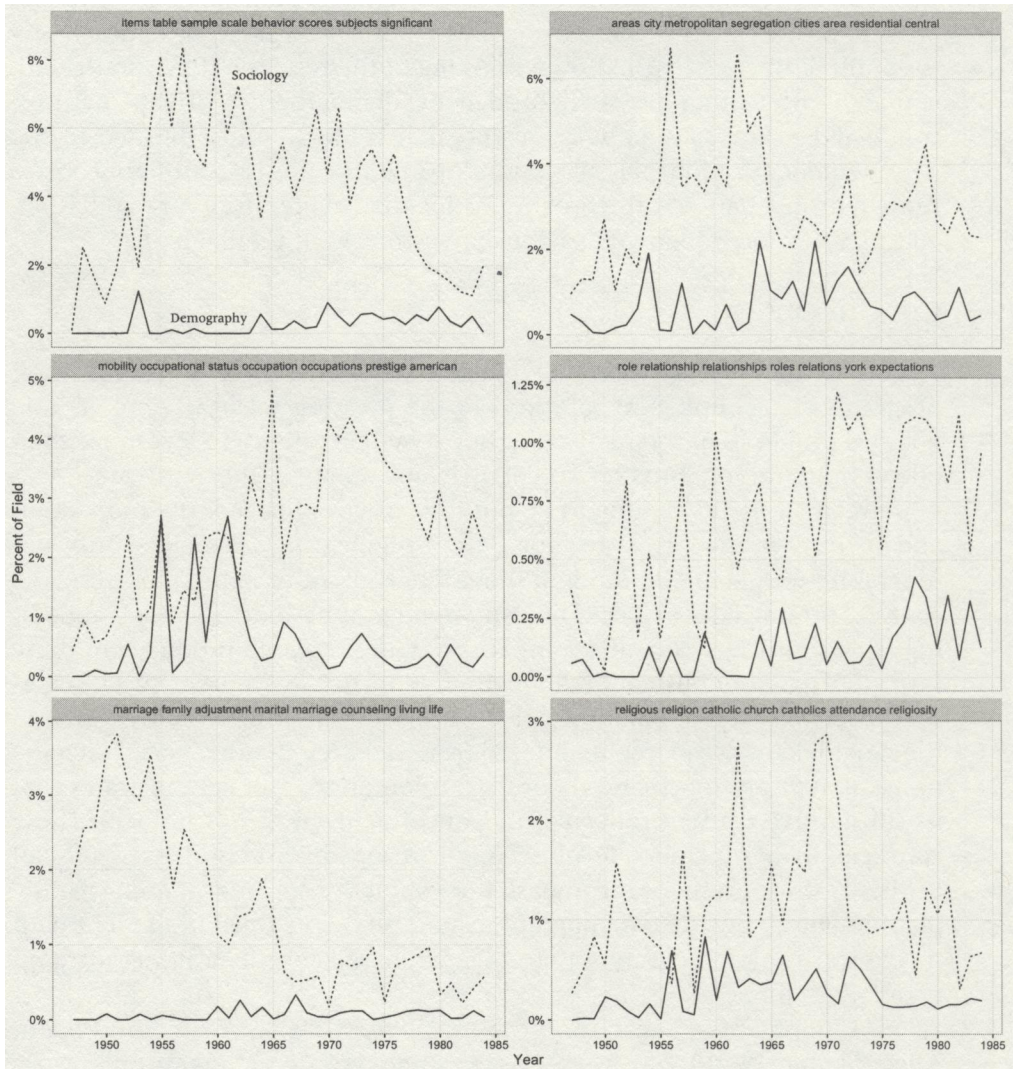 items table sample scale behavior scores subjects significant
8%
6%
4%
2%
0%
Sociology
Demography
areas city metropolitan segregation cities area residential central
6%
4%
2%
0%
mobility occupational status occupation occupations prestige american
5%
4%
3%
2%
1%
0%
role relationship relationships roles relations york expectations
1.25%
1.00%
0.75%
0.50%
0.25%
0.00%
Percent of Field
marriage family adjustment marital marriage counseling living life
4%
3%
2%
1%
0%
1950 1955 1960 1965 1970 1975 1980 1985
religious religion catholic church catholics attendance religiosity
3%
2%
1%
0%
1950 1955 1960 1965 1970 1975 1980 1985
Year